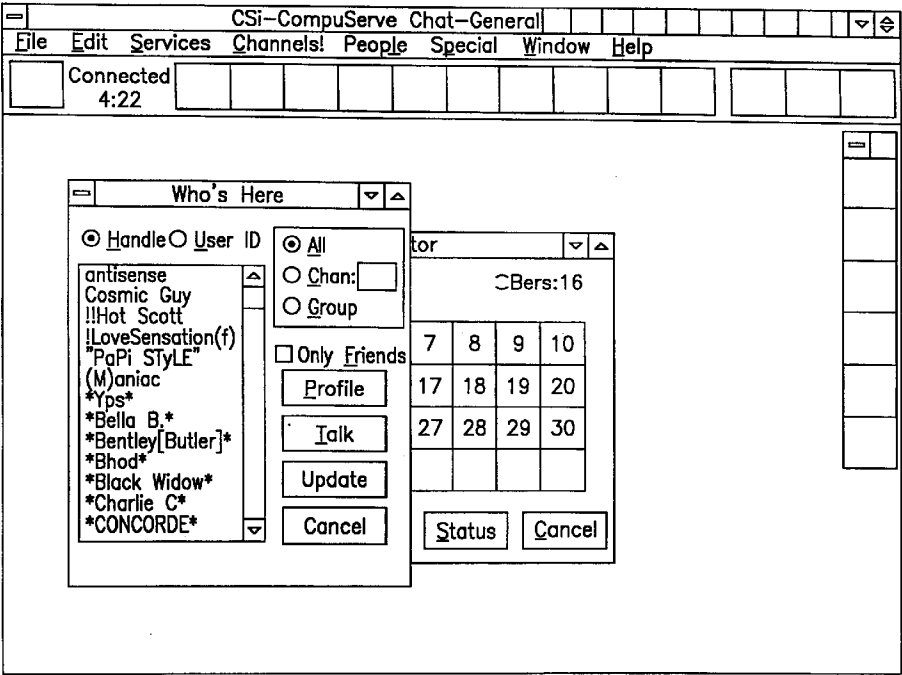 CSi-CompuServe Chat-General
File Edit Services Channels! People Special Window Help
Connected
4:22
Who's Here
Handle User ID
antisense
Cosmic Guy
!!Hot Scott
!LoveSensation(f)
"PaPi STyLE"
(M)aniac
*Yps*
*Bella B.*
*Bentley[Butler]*
*Bhod*
*Black Widow*
*Charlie C*
*CONCORDE*
All
Chan:
Group
Only Friends
Profile
Talk
Update
Cancel
tor
Bers:16
7 8 9 10
17 18 19 20
27 28 29 30
Status Cancel